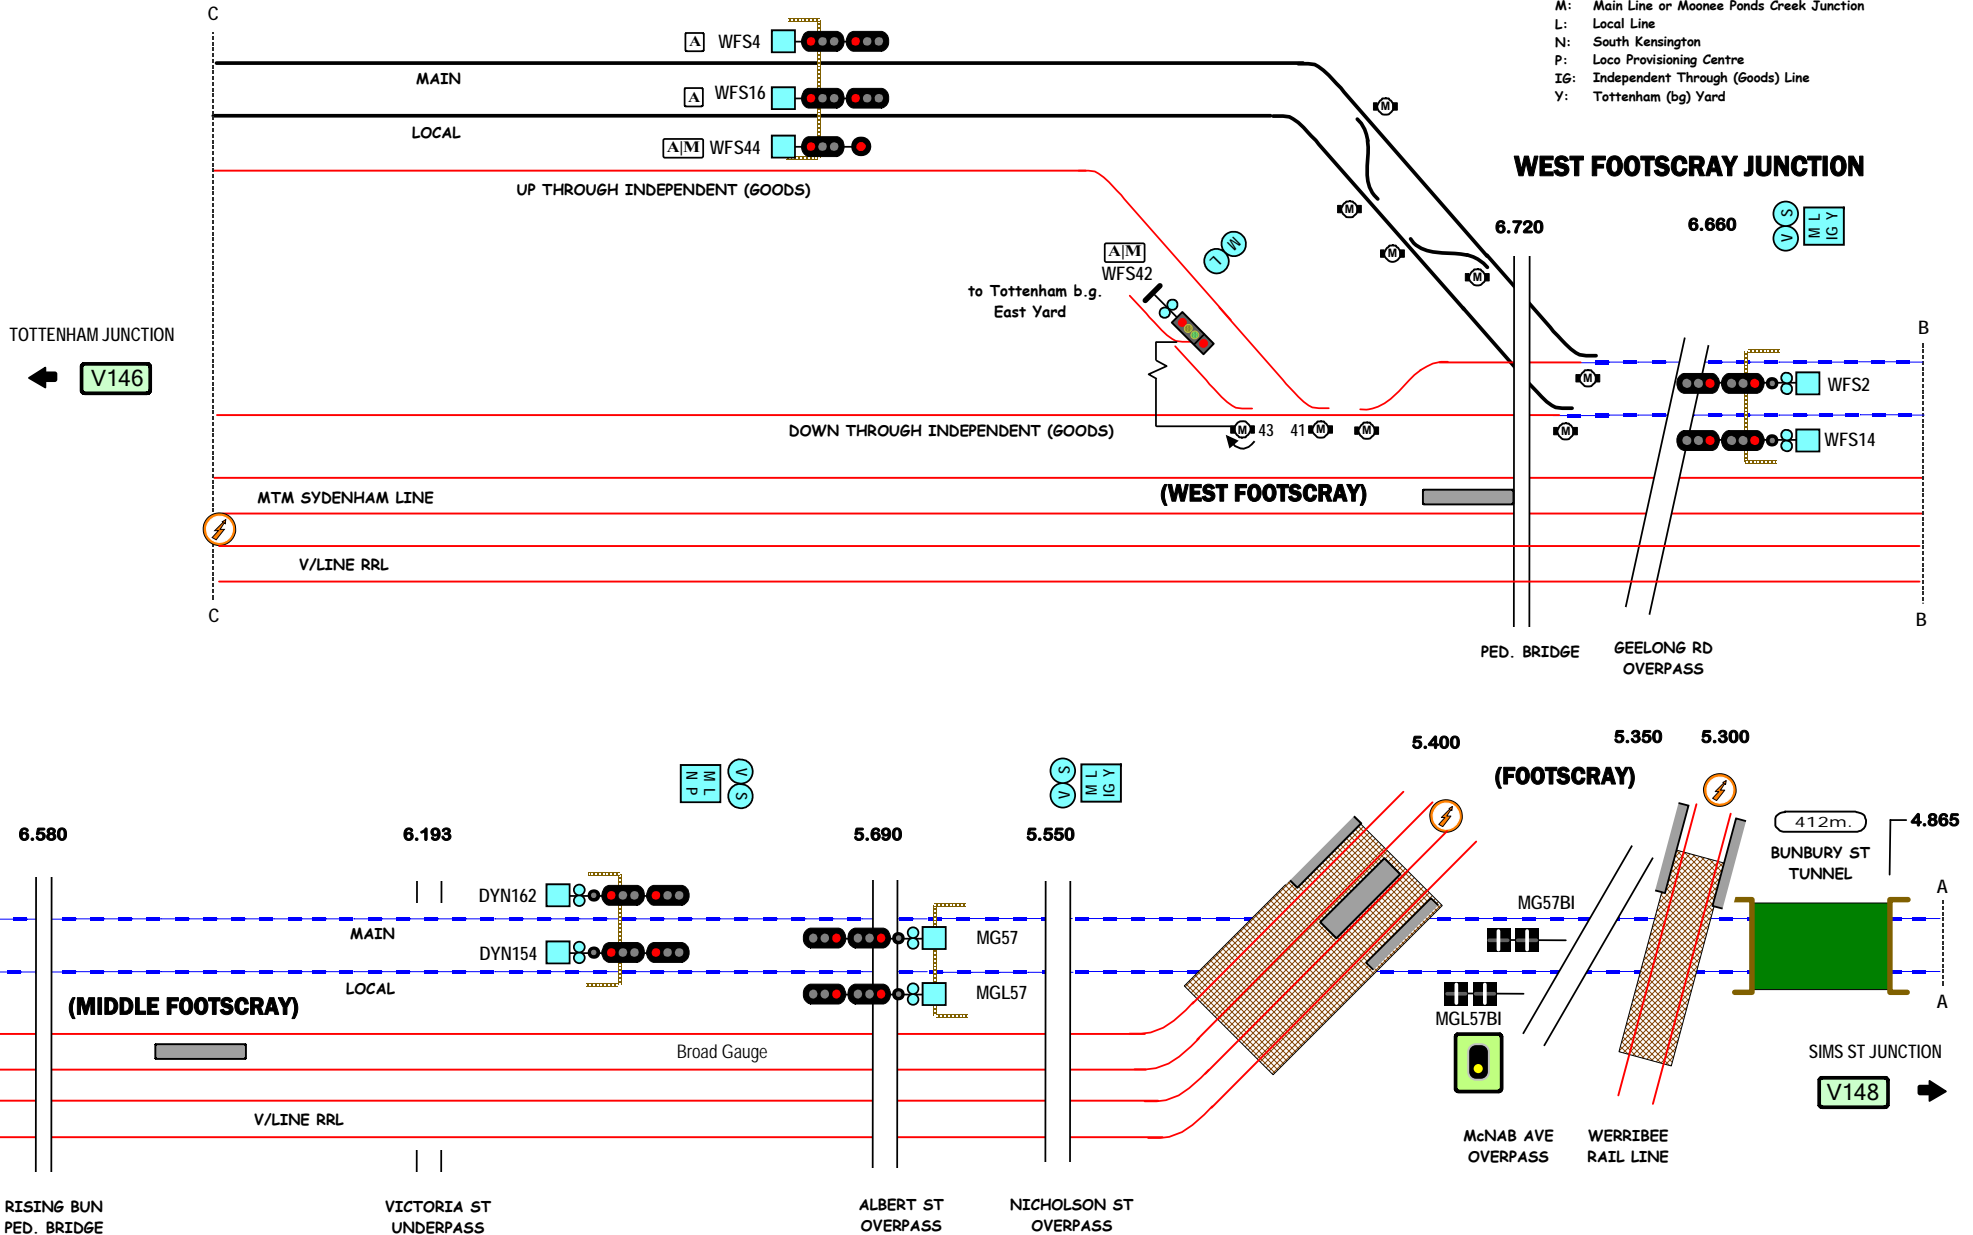 M: Main Line or Moonee Ponds Creek Junction
L: Local Line
N: South Kensington
P: Loco Provisioning Centre
IG: Independent Through (Goods) Line
Y: Tottenham (bg) Yard
C
A WFS4
MAIN
A WFS16
LOCAL
A|M WFS44
UP THROUGH INDEPENDENT (GOODS)
WEST FOOTSCRAY JUNCTION
M
M
M
M
6.720
6.660
V S
M L
IG Y
A|M
WFS42
L M
to Tottenham b.g.
East Yard
TOTTENHAM JUNCTION
V146
B
M
WFS2
DOWN THROUGH INDEPENDENT (GOODS)
M 43
41 M
M
M
WFS14
MTM SYDENHAM LINE
(WEST FOOTSCRAY)
V/LINE RRL
C
B
PED. BRIDGE
GEELONG RD
OVERPASS
5.400
5.350
5.300
(FOOTSCRAY)
M L
N P
V S
V S
M L
IG Y
6.580
6.193
5.690
5.550
412m.
4.865
BUNBURY ST
TUNNEL
A
DYN162
MG57BI
MAIN
MG57
DYN154
LOCAL
MGL57
(MIDDLE FOOTSCRAY)
MGL57BI
A
Broad Gauge
SIMS ST JUNCTION
V148
V/LINE RRL
McNAB AVE
OVERPASS
WERRIBEE
RAIL LINE
RISING BUN
PED. BRIDGE
VICTORIA ST
UNDERPASS
ALBERT ST
OVERPASS
NICHOLSON ST
OVERPASS